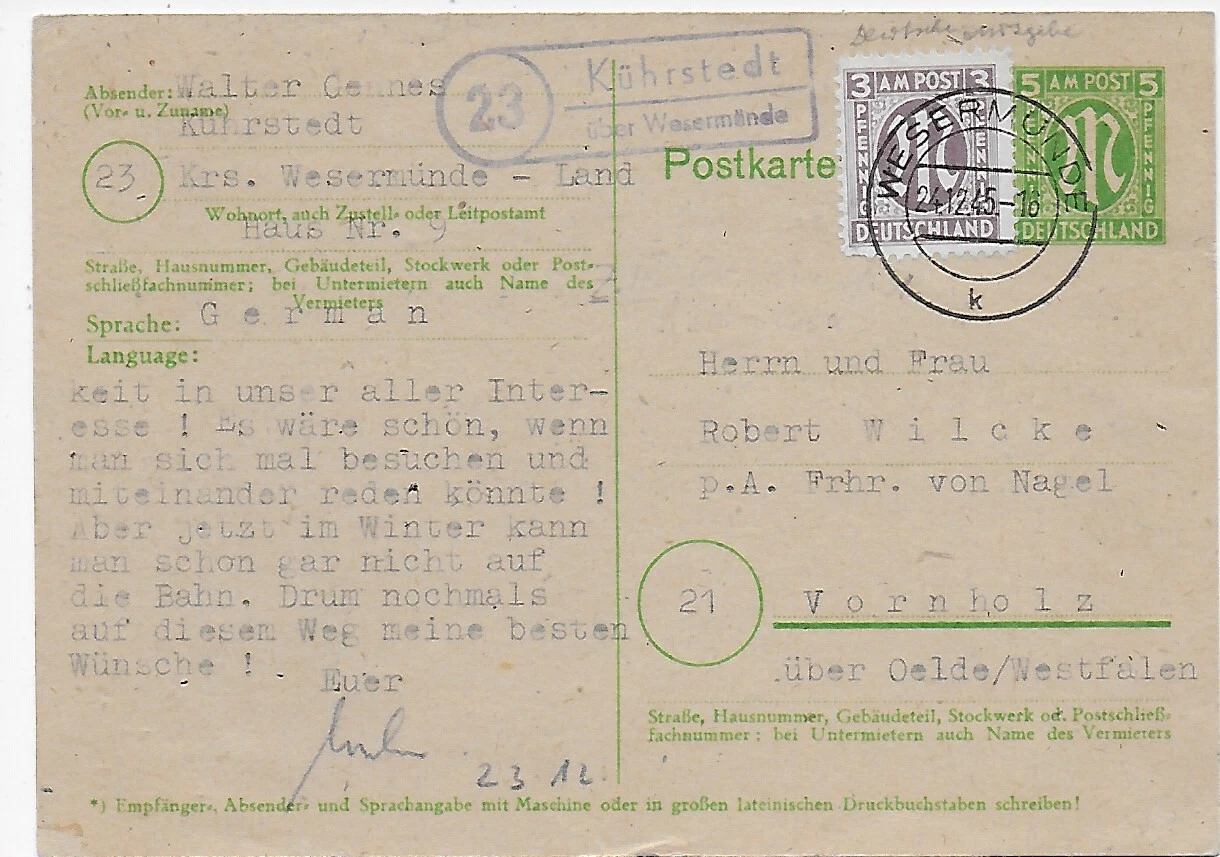 Deutsche Ausgabe
Absender: Walter Gennes
(Vor- u. Zuname)
Kührstedt
23 Krs. Wesermünde - Land
Wohnort, auch Zustell- oder Leitpostamt
Haus Nr. 9
Straße, Hausnummer, Gebäudeteil, Stockwerk oder Post-
schließfachnummer; bei Untermietern auch Name des
Vermieters
Sprache: G e r m a n
Language:
keit in unser aller Inter-
esse ! Es wäre schön, wenn
man sich mal besuchen und
miteinander reden könnte !
Aber jetzt im Winter kann
man schon gar nicht auf
die Bahn. Drum nochmals
auf diesem Weg meine besten
Wünsche !
Euer
23 12
23
Kührstedt
über Wesermünde
Postkarte
3 AM POST 3
PFENNIG PFENNIG
M
DEUTSCHLAND
5 AM POST 5
PFENNIG PFENNIG
M
DEUTSCHLAND
WESERMÜNDE
24.12.45-16
k
Herrn und Frau
Robert W i l c k e
p.A. Frhr. von Nagel
21 V o r n h o l z
über Oelde/Westfalen
Straße, Hausnummer, Gebäudeteil, Stockwerk od. Postschließ-
fachnummer; bei Untermietern auch Name des Vermieters
*) Empfänger-, Absender- und Sprachangabe mit Maschine oder in großen lateinischen Druckbuchstaben schreiben!